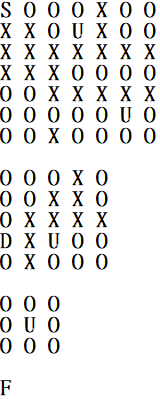 S O O O X O O
X X O U X O O
X X X X X X X
X X X O O O O
O O X X X X X
O O O O O U O
O O X O O O O
O O O X O
O O X X O
O X X X X
D X U O O
O X O O O
O O O
O U O
O O O
F